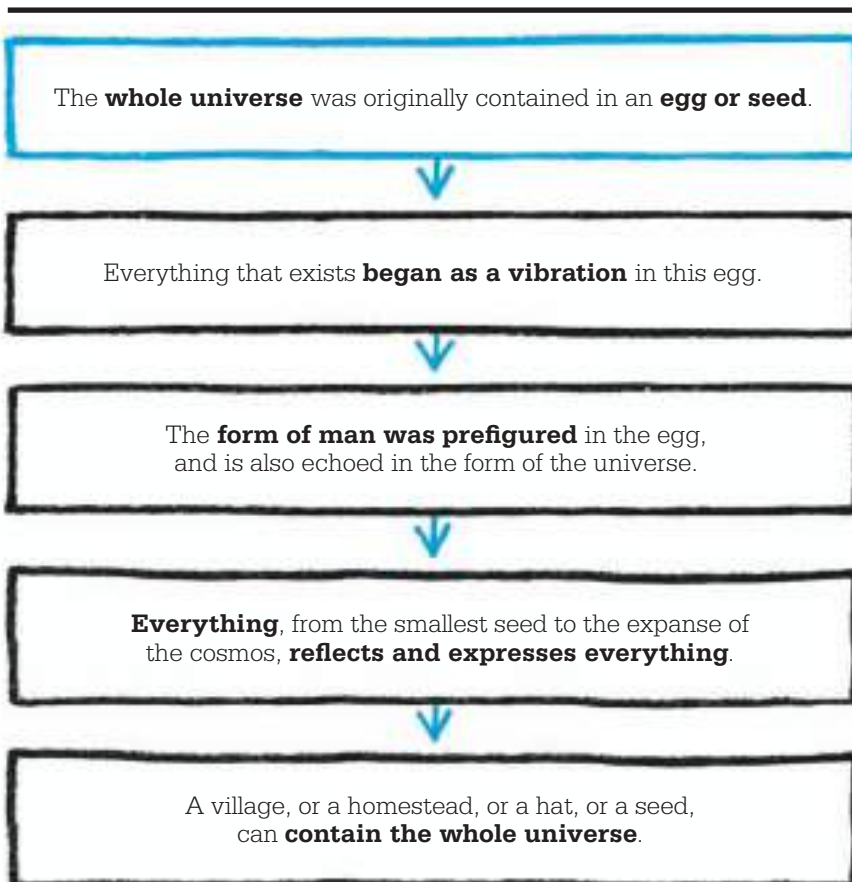 The whole universe was originally contained in an egg or seed.
Everything that exists began as a vibration in this egg.
The form of man was prefigured in the egg,
and is also echoed in the form of the universe.
Everything, from the smallest seed to the expanse of
the cosmos, reflects and expresses everything.
A village, or a homestead, or a hat, or a seed,
can contain the whole universe.